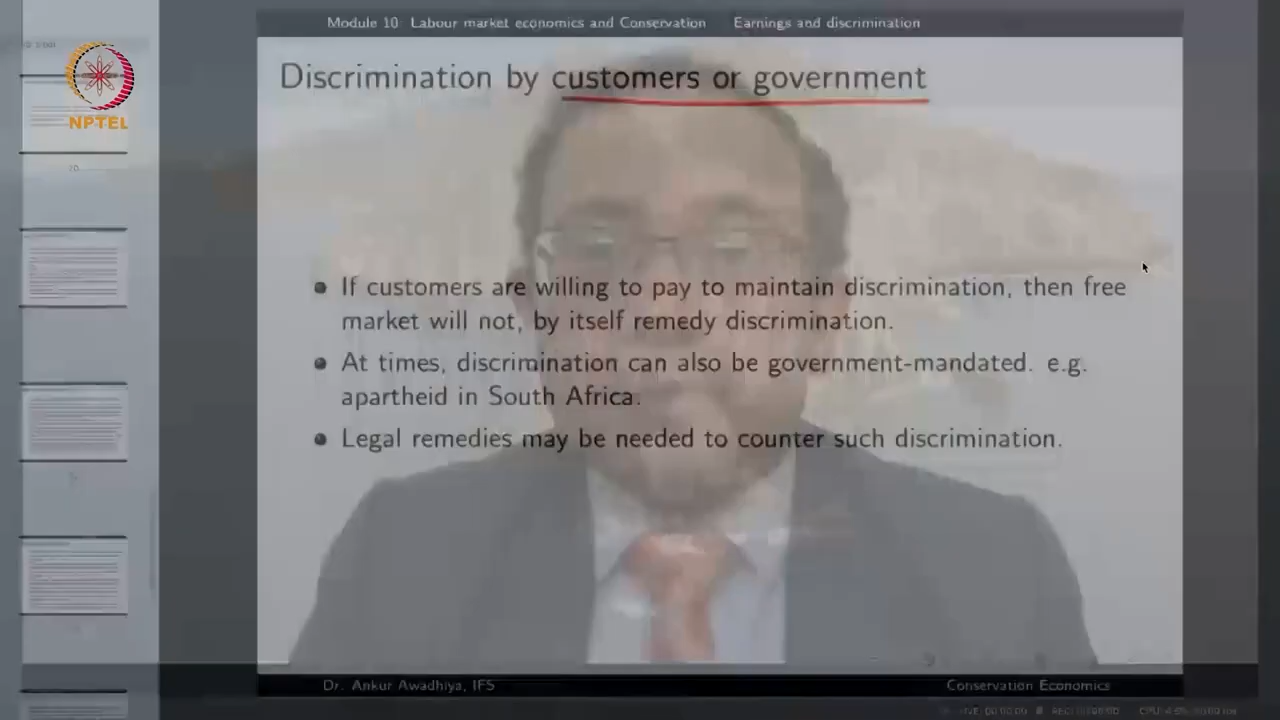 Module 10: Labour market economics and Conservation Earnings and discrimination
NPTEL
Discrimination by customers or government
If customers are willing to pay to maintain discrimination, then free
market will not, by itself remedy discrimination.
At times, discrimination can also be government-mandated. e.g.
apartheid in South Africa.
Legal remedies may be needed to counter such discrimination.
Dr. Ankur Awadhiya, IFS Conservation Economics